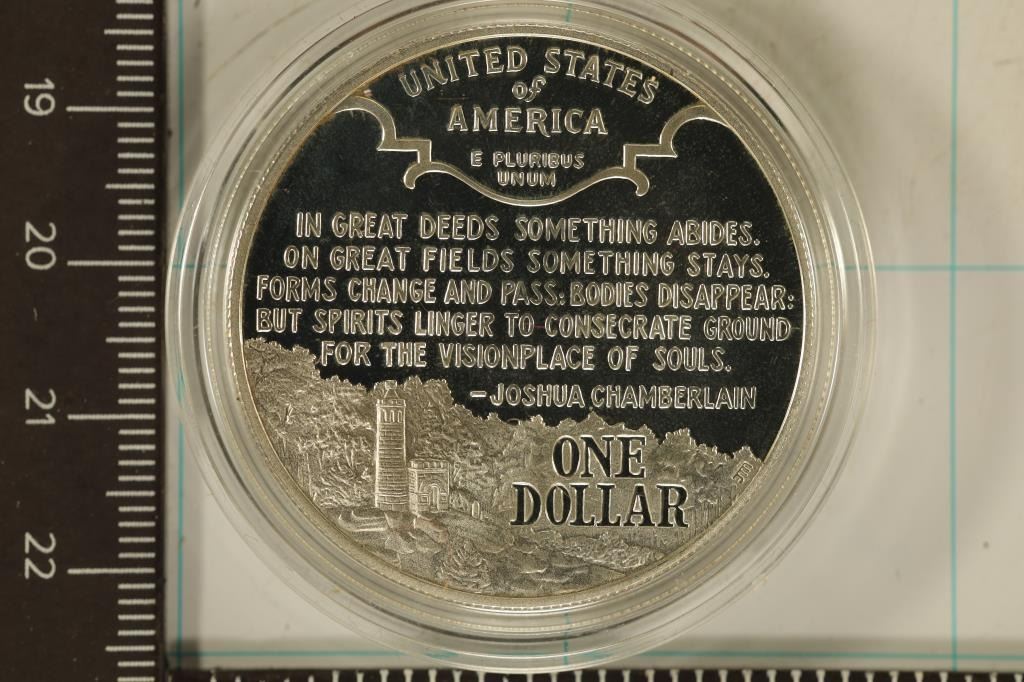 UNITED STATES
of
AMERICA
E PLURIBUS
UNUM
IN GREAT DEEDS SOMETHING ABIDES.
ON GREAT FIELDS SOMETHING STAYS.
FORMS CHANGE AND PASS; BODIES DISAPPEAR;
BUT SPIRITS LINGER TO CONSECRATE GROUND
FOR THE VISIONPLACE OF SOULS.
–JOSHUA CHAMBERLAIN
ONE
DOLLAR
19
20
21
22